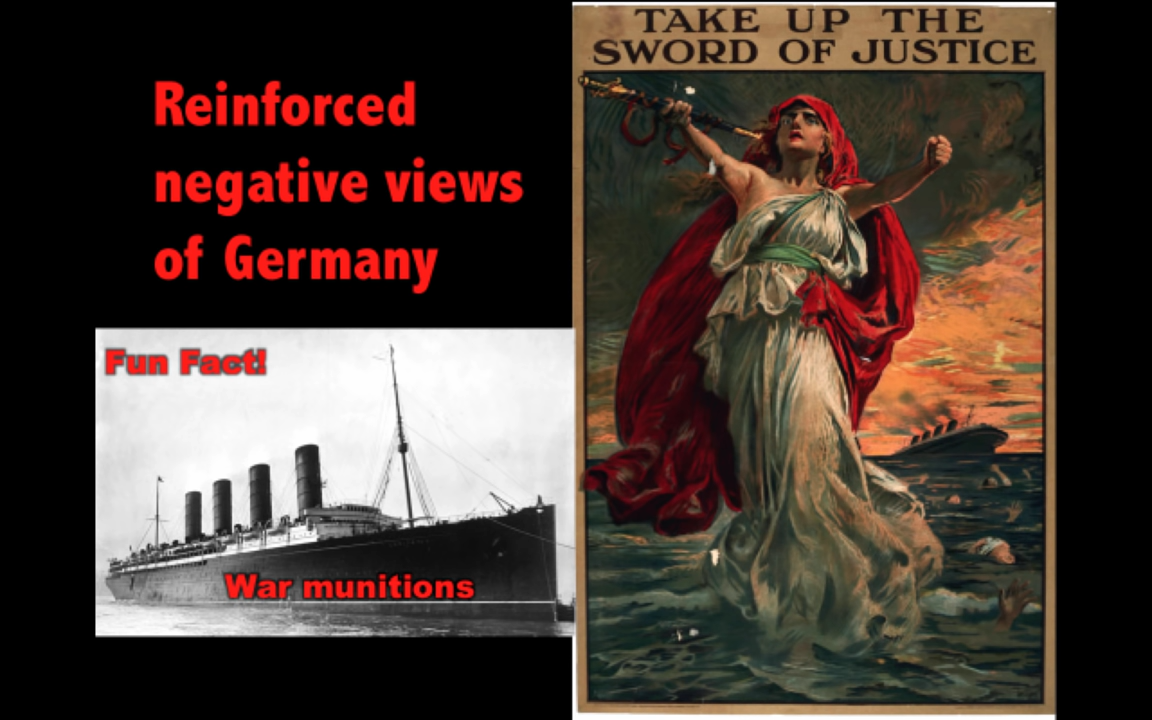 Reinforced
negative views
of Germany
Fun Fact!
War munitions
TAKE UP THE
SWORD OF JUSTICE